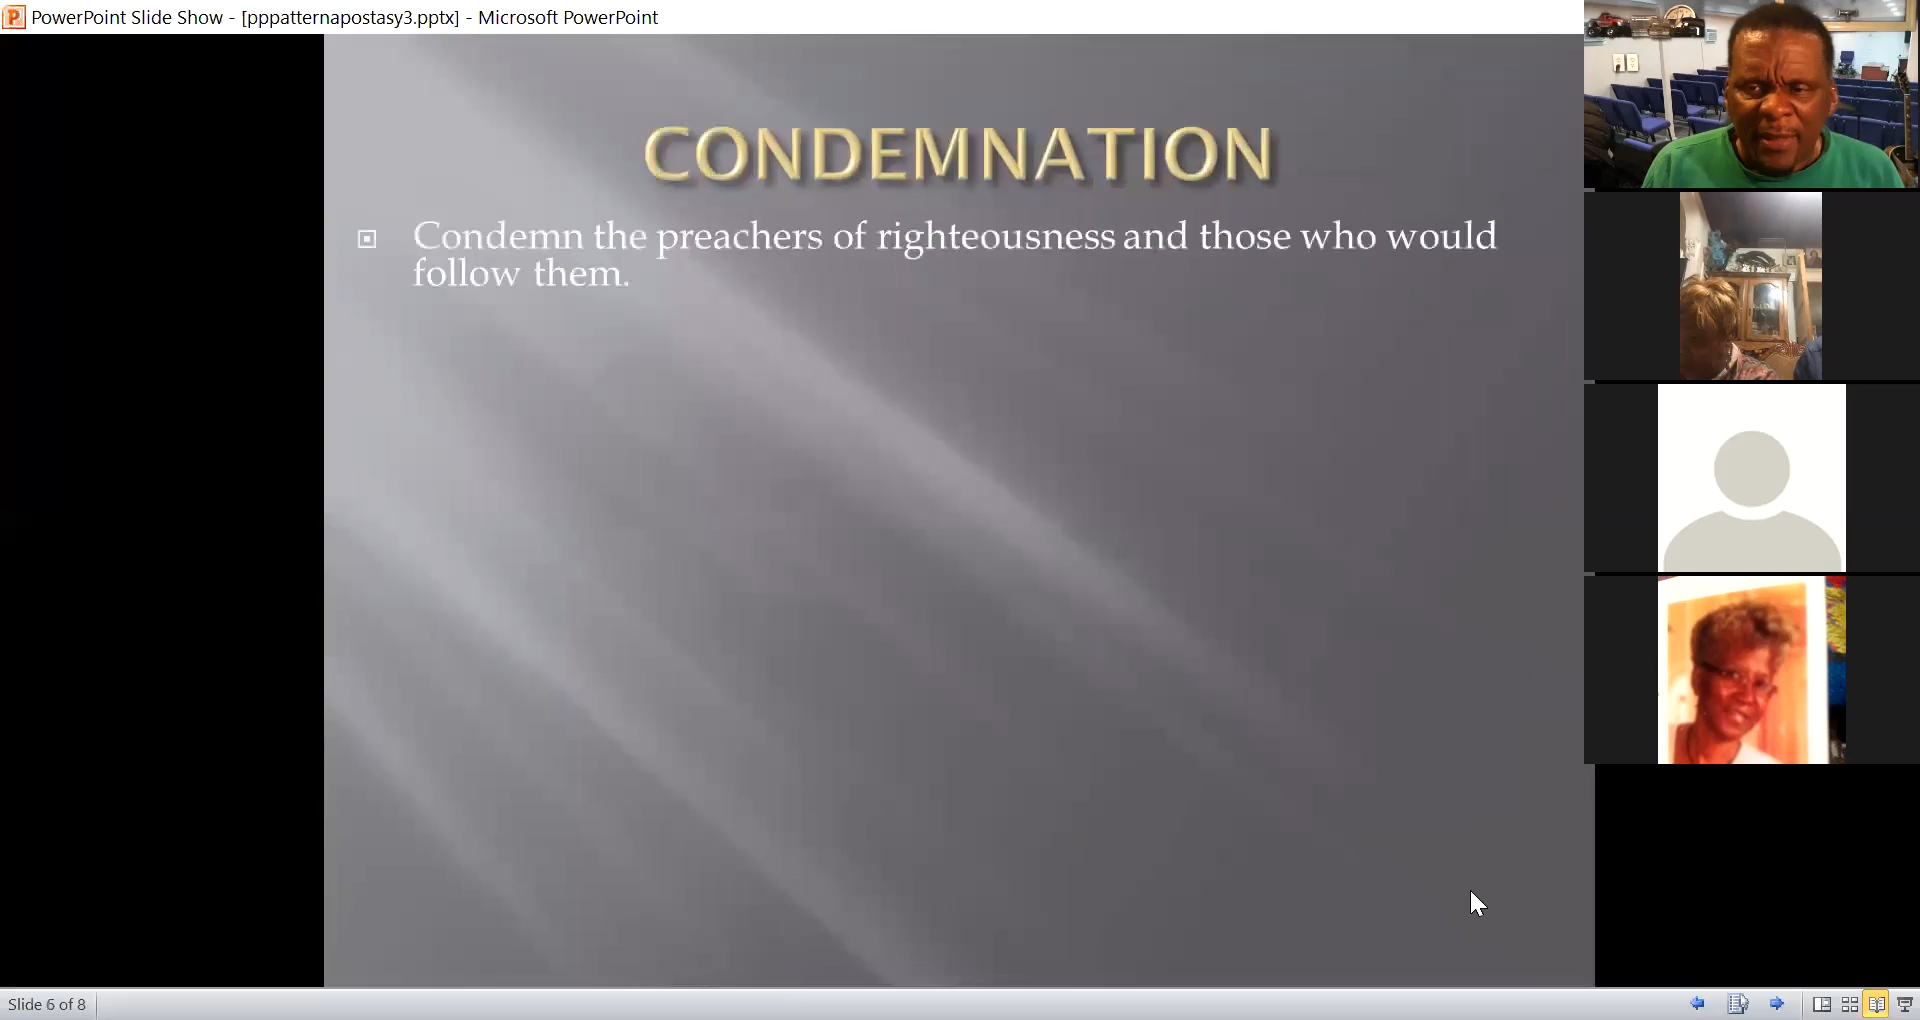 PowerPoint Slide Show - [pppatternapostasy3.pptx] - Microsoft PowerPoint
CONDEMNATION
Condemn the preachers of righteousness and those who would
follow them.
Slide 6 of 8